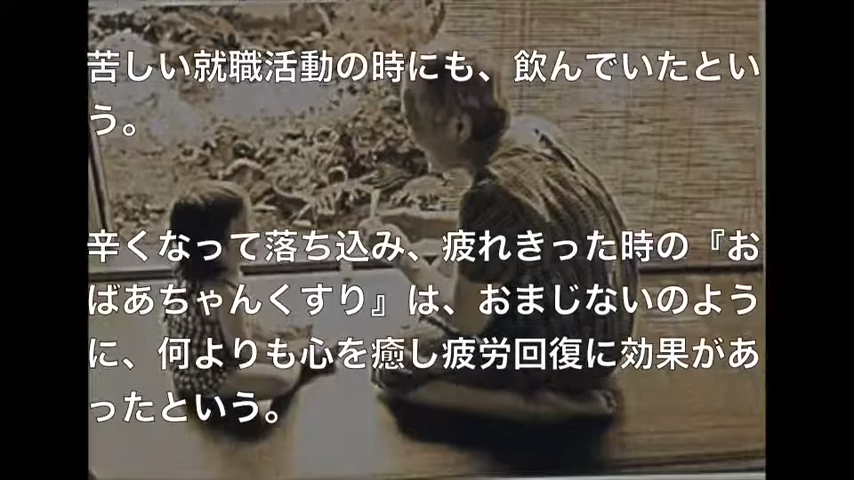 苦しい就職活動の時にも、飲んでいたとい
う。
辛くなって落ち込み、疲れきった時の『お
ばあちゃんくすり』は、おまじないのよう
に、何よりも心を癒し疲労回復に効果があ
ったという。